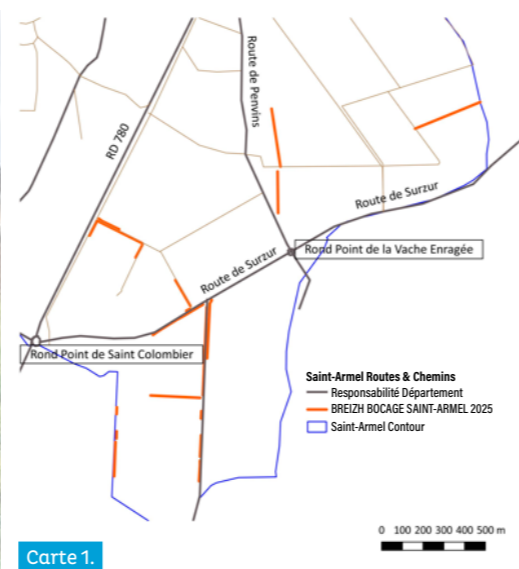 Route de Penvins
RD 780
Route de Surzur
Rond Point de la Vache Enragée
Route de Surzur
Rond Point de Saint Colombier
Saint-Armel Routes & Chemins
Responsabilité Département
BREIZH BOCAGE SAINT-ARMEL 2025
Saint-Armel Contour
0 100 200 300 400 500 m
Carte 1.